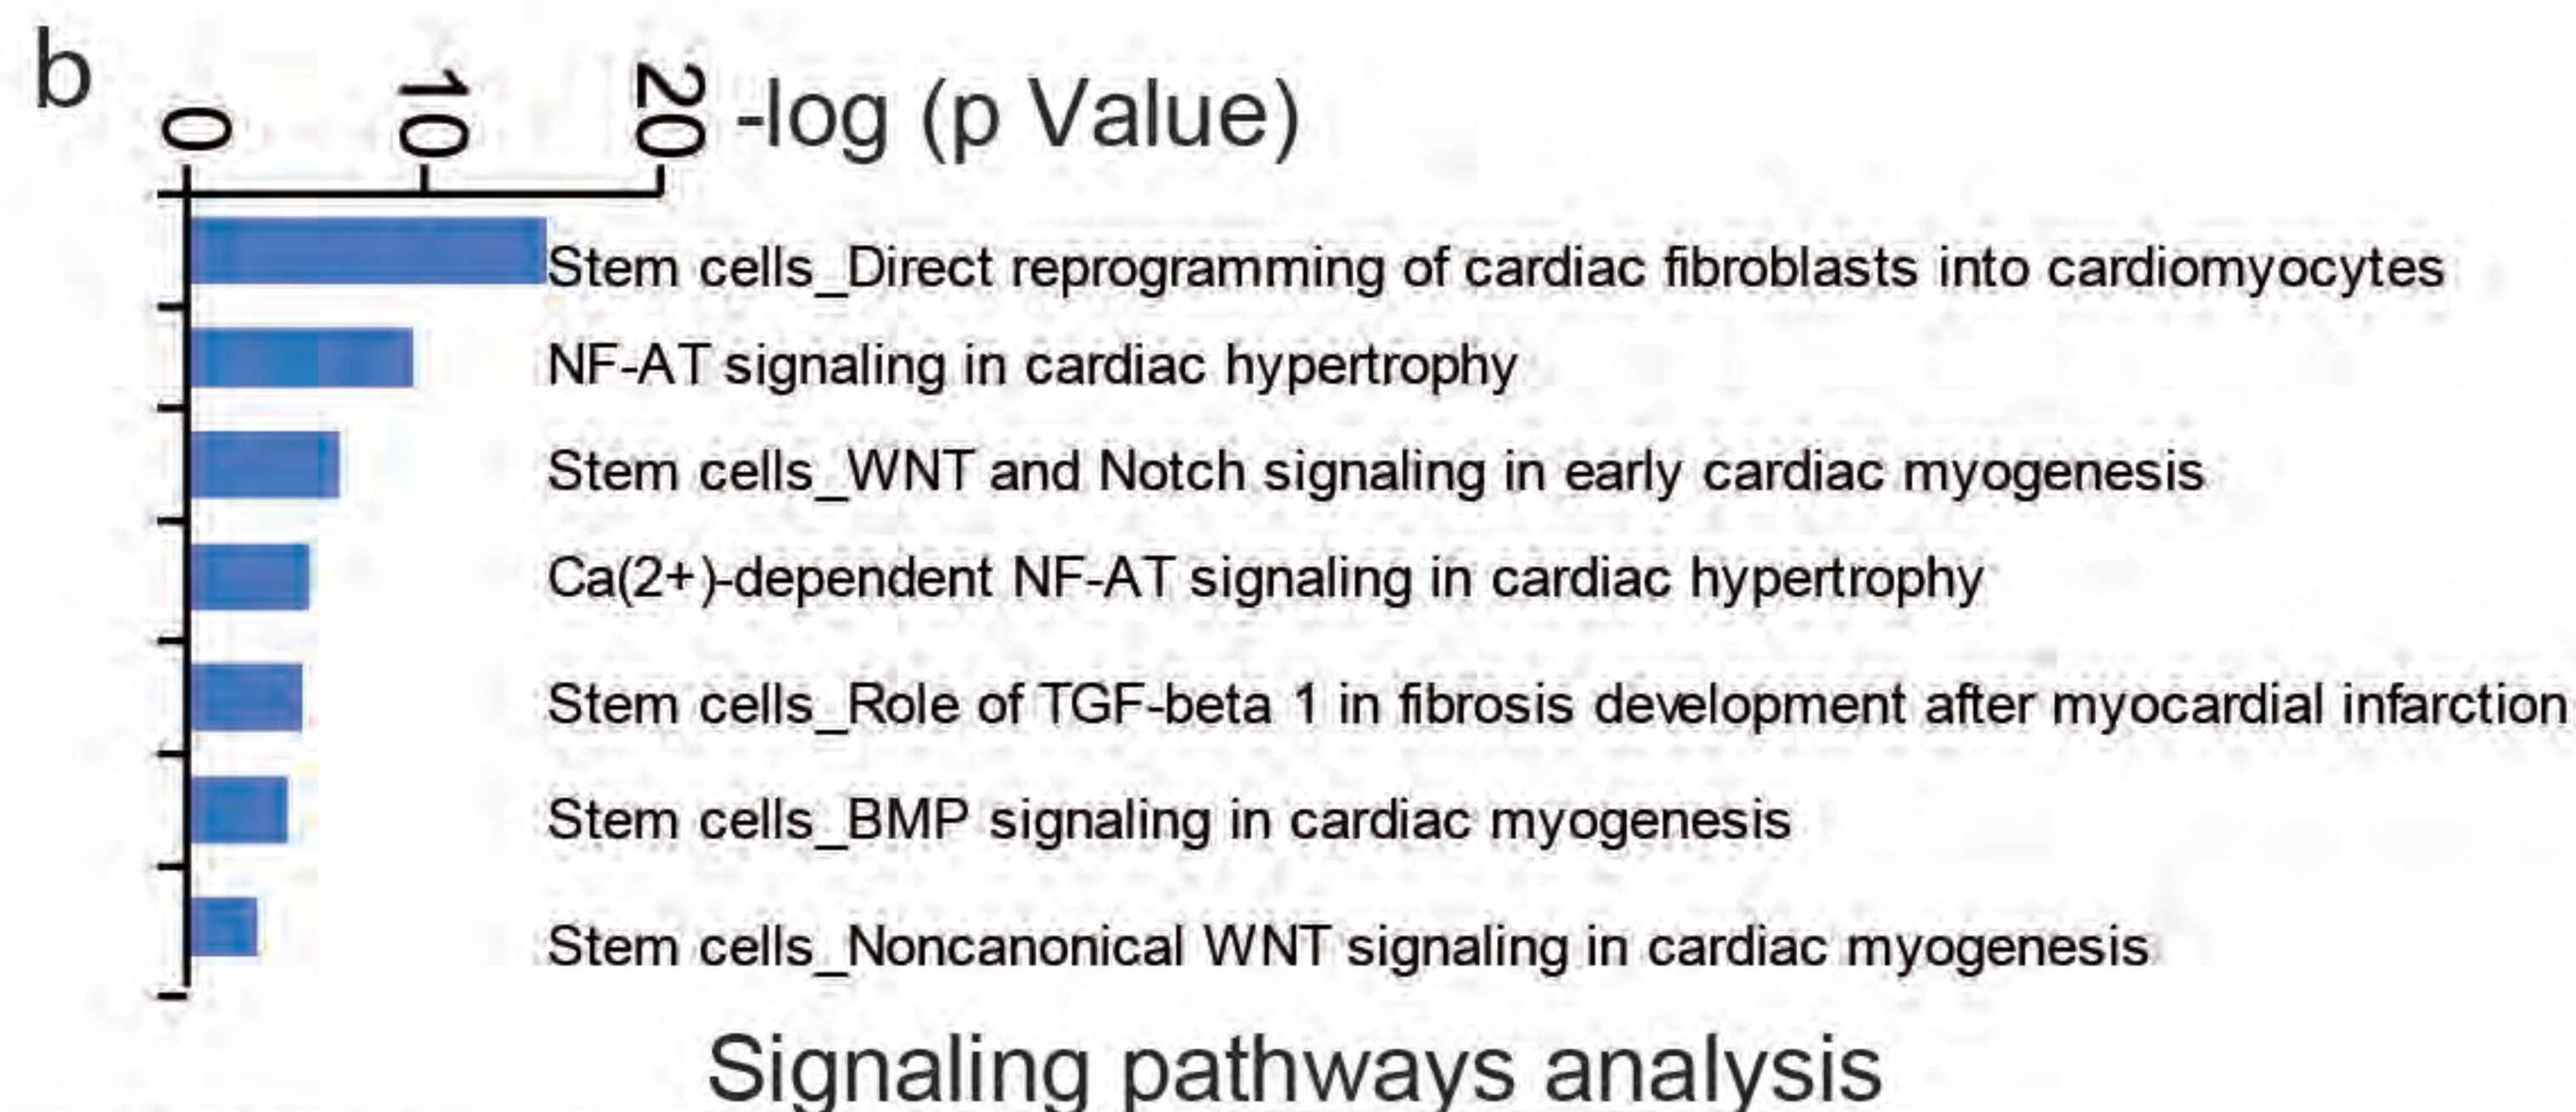 b
0
10
20
-log (p Value)
Stem cells_Direct reprogramming of cardiac fibroblasts into cardiomyocytes
NF-AT signaling in cardiac hypertrophy
Stem cells_WNT and Notch signaling in early cardiac myogenesis
Ca(2+)-dependent NF-AT signaling in cardiac hypertrophy
Stem cells_Role of TGF-beta 1 in fibrosis development after myocardial infarction
Stem cells_BMP signaling in cardiac myogenesis
Stem cells_Noncanonical WNT signaling in cardiac myogenesis
Signaling pathways analysis